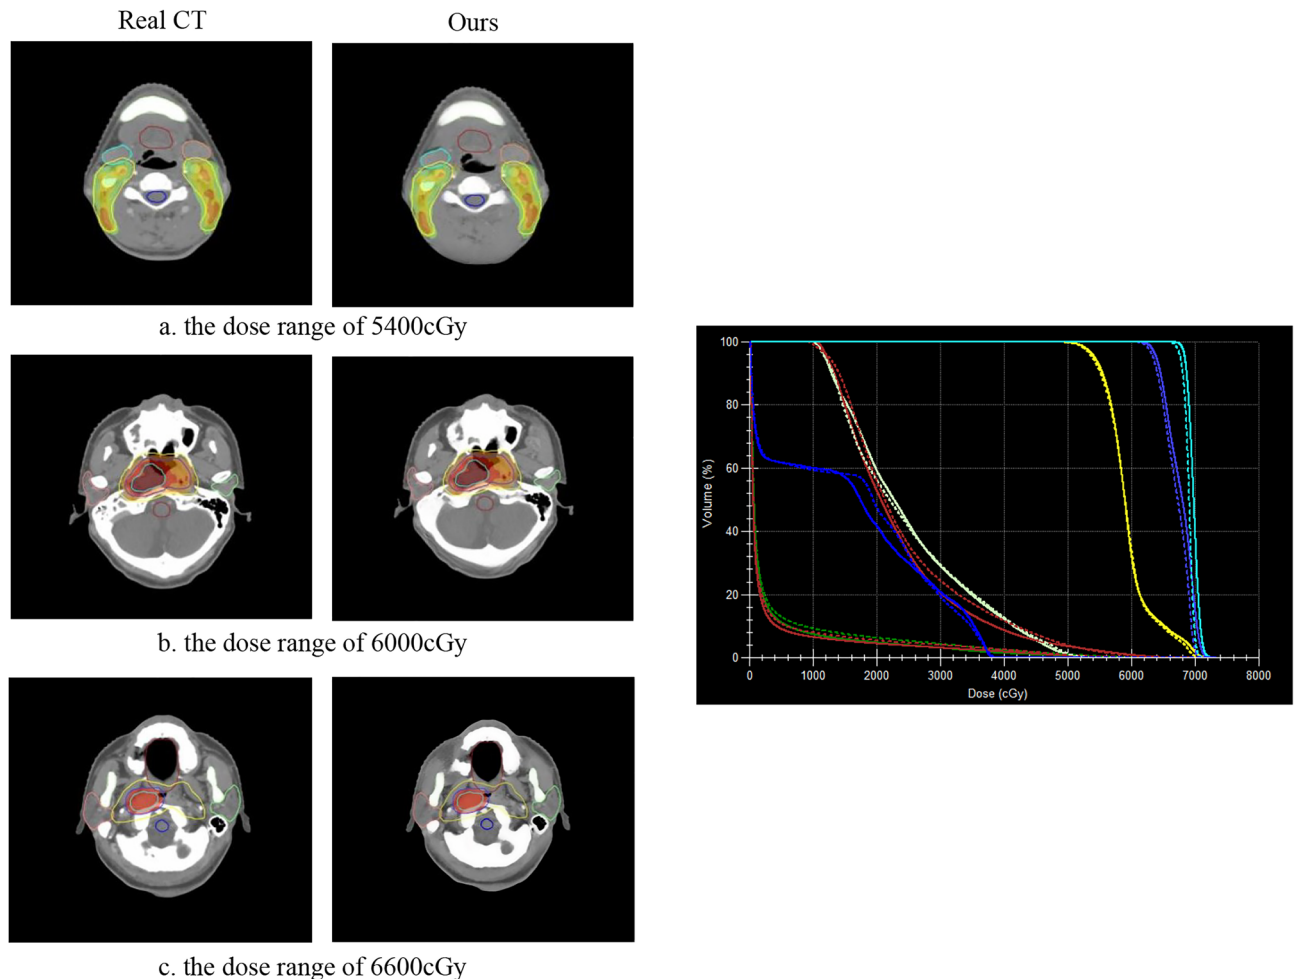 Real CT
Ours
a. the dose range of 5400cGy
b. the dose range of 6000cGy
c. the dose range of 6600cGy
Volume (%)
100
80
60
40
20
0
0 1000 2000 3000 4000 5000 6000 7000 8000
Dose (cGy)